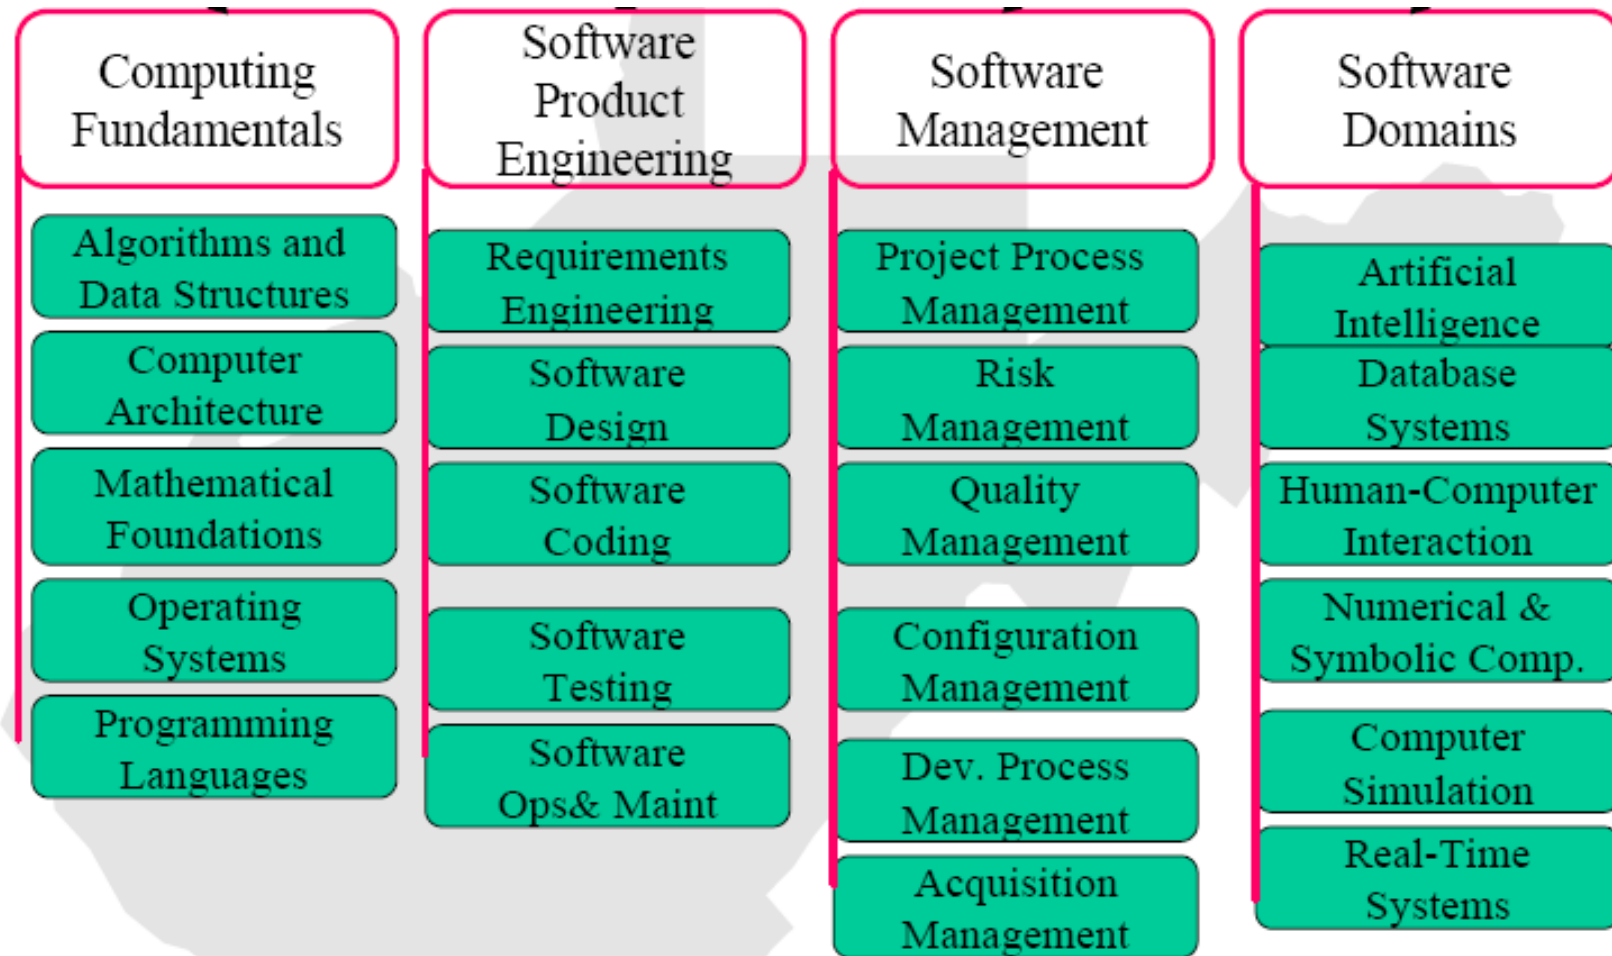 Computing
Fundamentals
Algorithms and
Data Structures
Computer
Architecture
Mathematical
Foundations
Operating
Systems
Programming
Languages
Software
Product
Engineering
Requirements
Engineering
Software
Design
Software
Coding
Software
Testing
Software
Ops& Maint
Software
Management
Project Process
Management
Risk
Management
Quality
Management
Configuration
Management
Dev. Process
Management
Acquisition
Management
Software
Domains
Artificial
Intelligence
Database
Systems
Human-Computer
Interaction
Numerical &
Symbolic Comp.
Computer
Simulation
Real-Time
Systems